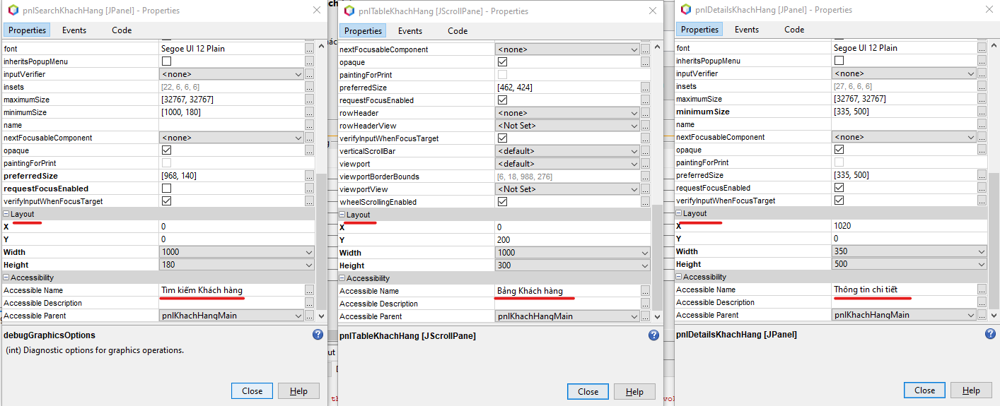 pnlSearchKhachHang [JPanel] - Properties
Properties Events Code
font Segoe UI 12 Plain ...
inheritsPopupMenu ...
inputVerifier <none> ...
insets [22, 6, 6, 6]
maximumSize [32767, 32767] ...
minimumSize [1000, 180] ...
name ...
nextFocusableComponent <none> ...
opaque ...
paintingForPrint
preferredSize [968, 140] ...
requestFocusEnabled ...
verifyInputWhenFocusTarget ...
Layout
X 0
Y 0
Width 1000
Height 180
Accessibility
Accessible Name Tìm kiếm Khách hàng ...
Accessible Description ...
Accessible Parent pnlKhachHangMain ...
debugGraphicsOptions
(int) Diagnostic options for graphics operations.
Close Help
pnlTableKhachHang [JScrollPane] - Properties
Properties Events Code
nextFocusableComponent <none> ...
opaque ...
paintingForPrint
preferredSize [462, 424] ...
requestFocusEnabled ...
rowHeader <none> ...
rowHeaderView <Not Set> ...
verifyInputWhenFocusTarget ...
verticalScrollBar <default> ...
viewport <default> ...
viewportBorderBounds [6, 18, 988, 276] ...
viewportView <Not Set> ...
wheelScrollingEnabled ...
Layout
X 0
Y 200
Width 1000
Height 300
Accessibility
Accessible Name Bảng Khách hàng ...
Accessible Description ...
Accessible Parent pnlKhachHangMain ...
pnlTableKhachHang [JScrollPane]
Close Help
pnlDetailsKhachHang [JPanel] - Properties
Properties Events Code
font Segoe UI 12 Plain ...
inheritsPopupMenu ...
inputVerifier <none> ...
insets [27, 6, 6, 6]
maximumSize [32767, 32767] ...
minimumSize [335, 500] ...
name ...
nextFocusableComponent <none> ...
opaque ...
paintingForPrint
preferredSize [335, 500] ...
requestFocusEnabled ...
verifyInputWhenFocusTarget ...
Layout
X 1020
Y 0
Width 350
Height 500
Accessibility
Accessible Name Thông tin chi tiết ...
Accessible Description ...
Accessible Parent pnlKhachHangMain ...
pnlDetailsKhachHang [JPanel]
Close Help